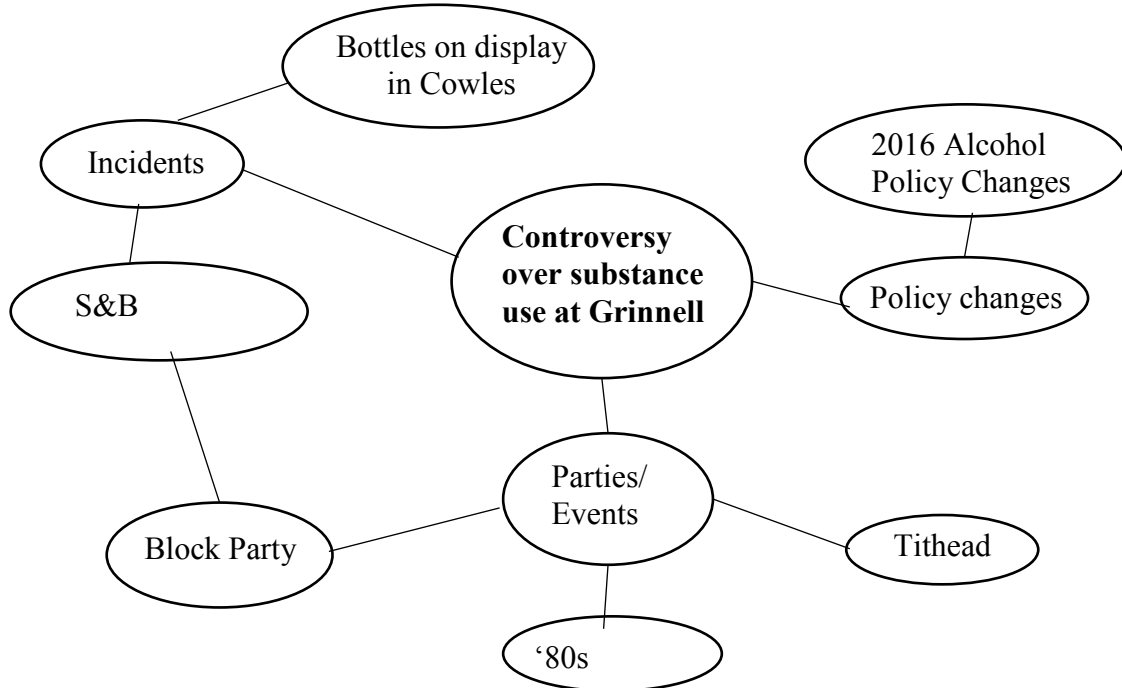 Bottles on display
in Cowles
Incidents
2016 Alcohol
Policy Changes
Controversy
over substance
use at Grinnell
S&B
Policy changes
Parties/
Events
Block Party
Tithead
‘80s